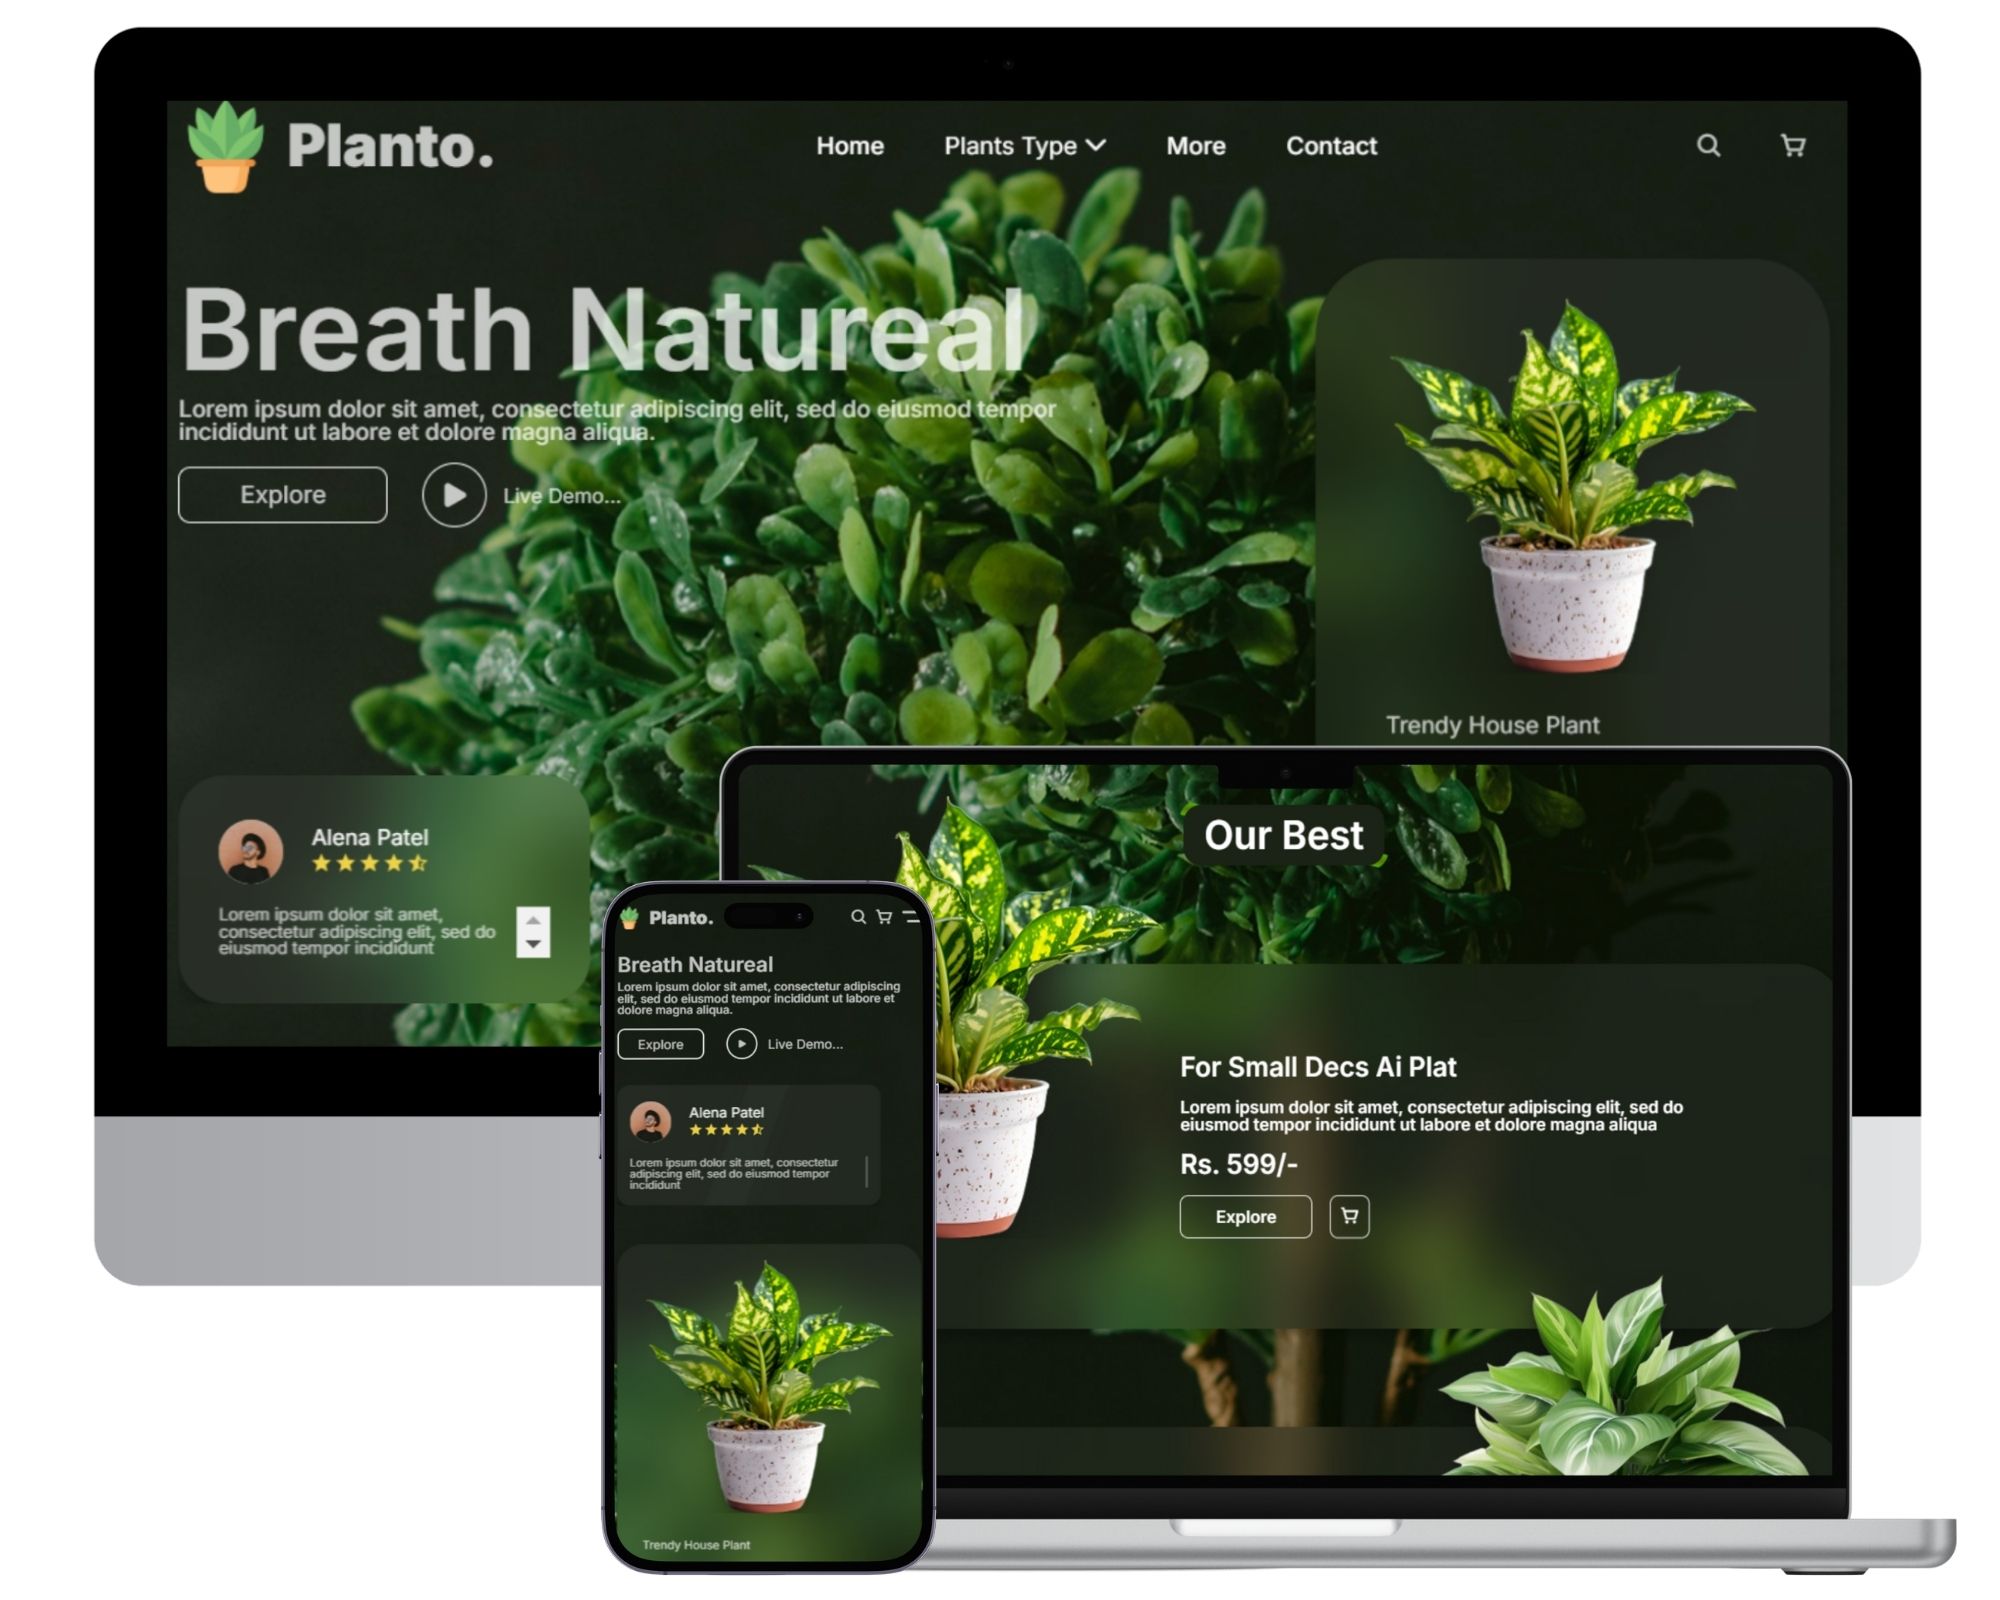 Planto.
Home
Plants Type
More
Contact
Breath Natureal
Lorem ipsum dolor sit amet, consectetur adipiscing elit, sed do eiusmod tempor
incididunt ut labore et dolore magna aliqua.
Explore
Live Demo...
Trendy House Plant
Alena Patel
Lorem ipsum dolor sit amet,
consectetur adipiscing elit, sed do
eiusmod tempor incididunt
Our Best
For Small Decs Ai Plat
Lorem ipsum dolor sit amet, consectetur adipiscing elit, sed do
eiusmod tempor incididunt ut labore et dolore magna aliqua
Rs. 599/-
Explore
Planto.
Breath Natureal
Lorem ipsum dolor sit amet, consectetur adipiscing
elit, sed do eiusmod tempor incididunt ut labore et
dolore magna aliqua.
Explore
Live Demo...
Alena Patel
Lorem ipsum dolor sit amet, consectetur
adipiscing elit, sed do eiusmod tempor
incididunt
Trendy House Plant